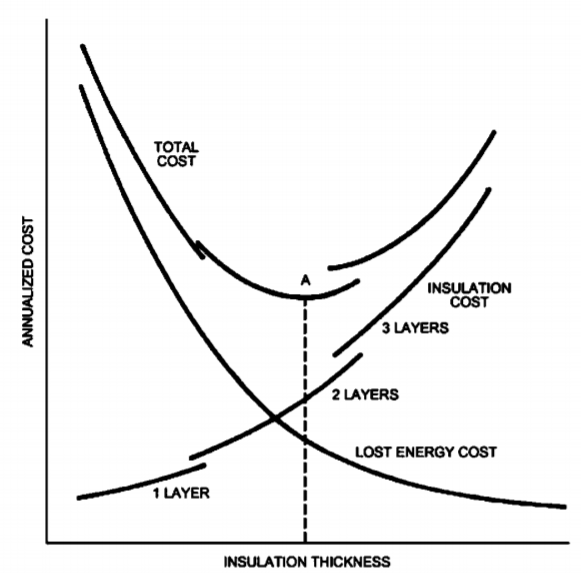 TOTAL
COST
A
ANNUALIZED COST
INSULATION
COST
3 LAYERS
2 LAYERS
LOST ENERGY COST
1 LAYER
INSULATION THICKNESS